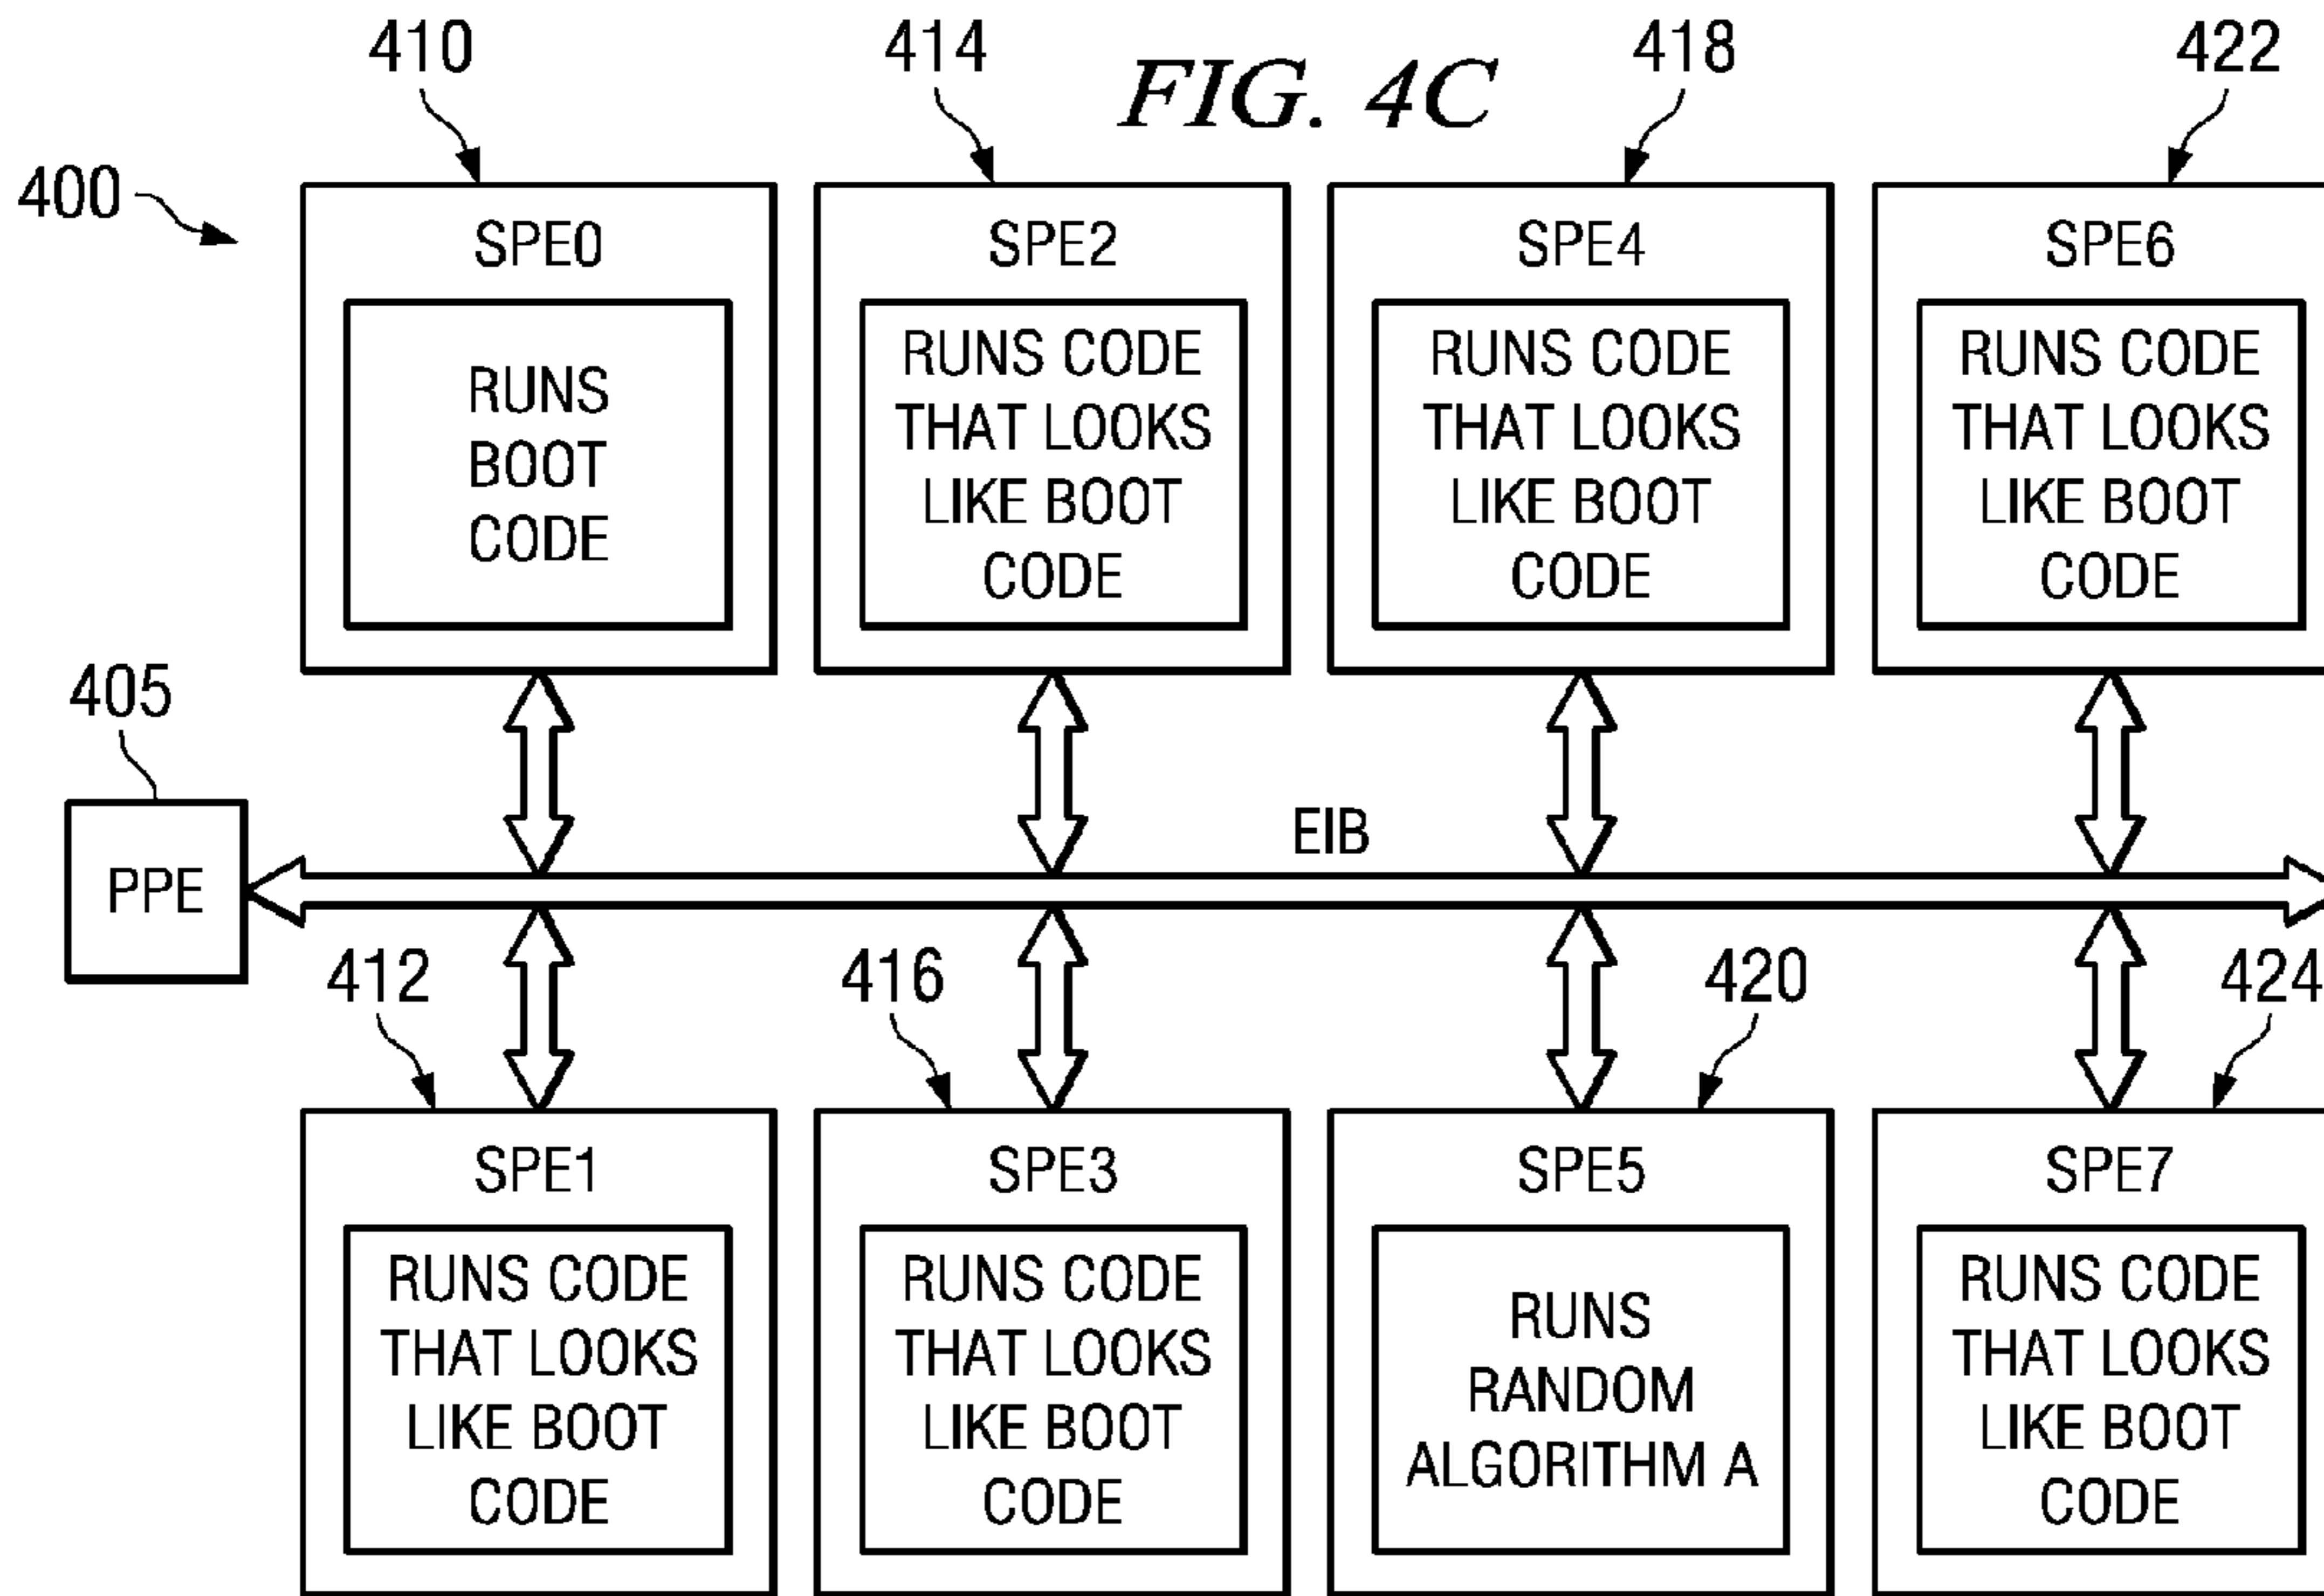 410
414
FIG. 4C
418
422
400
SPE0
RUNS
BOOT
CODE
SPE2
RUNS CODE
THAT LOOKS
LIKE BOOT
CODE
SPE4
RUNS CODE
THAT LOOKS
LIKE BOOT
CODE
SPE6
RUNS CODE
THAT LOOKS
LIKE BOOT
CODE
405
PPE
EIB
412
416
420
424
SPE1
RUNS CODE
THAT LOOKS
LIKE BOOT
CODE
SPE3
RUNS CODE
THAT LOOKS
LIKE BOOT
CODE
SPE5
RUNS
RANDOM
ALGORITHM A
SPE7
RUNS CODE
THAT LOOKS
LIKE BOOT
CODE